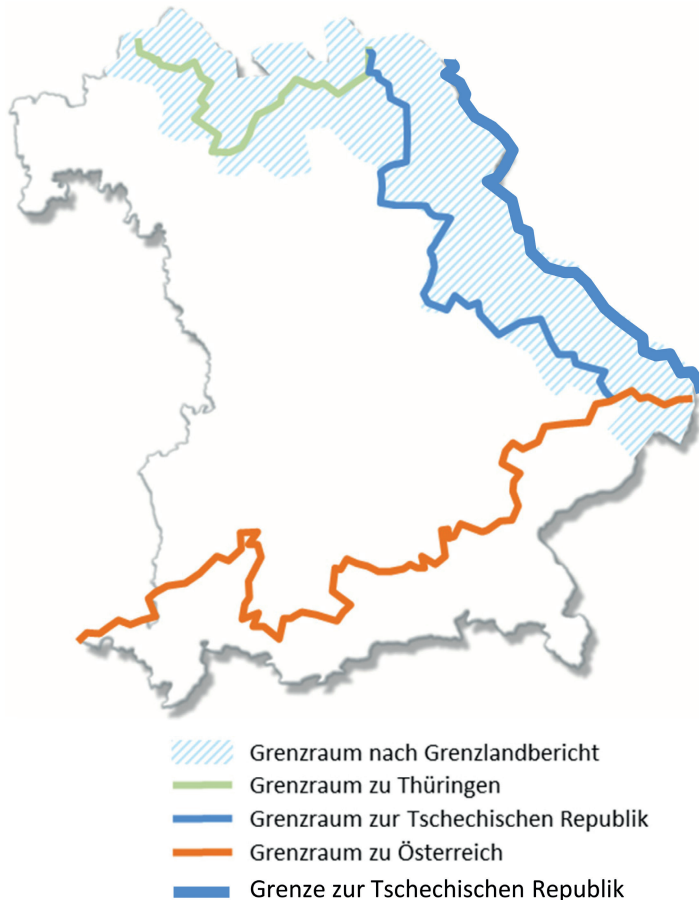 Grenzraum nach Grenzlandbericht
Grenzraum zu Thüringen
Grenzraum zur Tschechischen Republik
Grenzraum zu Österreich
Grenze zur Tschechischen Republik